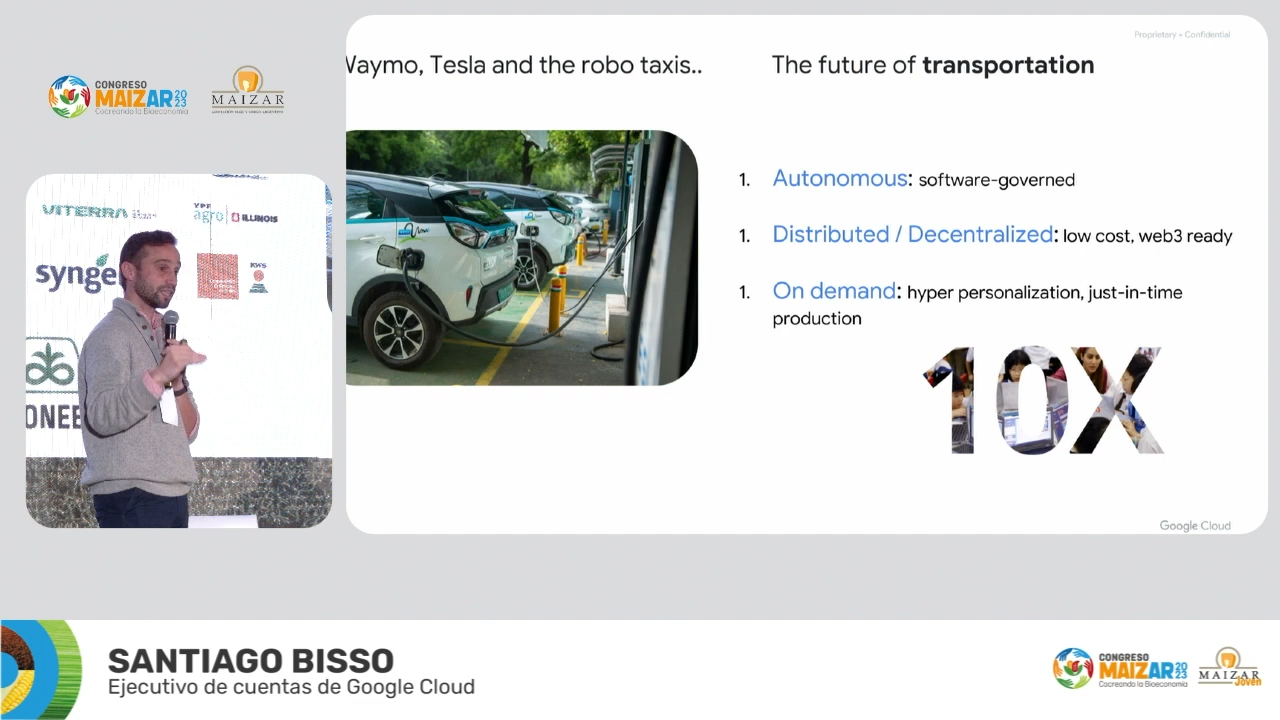 CONGRESO
MAIZAR 2023
Cocreando la Bioeconomía
MAIZAR
VITERRA
YPF
agro
ILLINOIS
KWS
Proprietary + Confidential
Waymo, Tesla and the robo taxis..
The future of transportation
1. Autonomous: software-governed
1. Distributed / Decentralized: low cost, web3 ready
1. On demand: hyper personalization, just-in-time
production
10X
Google Cloud
SANTIAGO BISSO
Ejecutivo de cuentas de Google Cloud
CONGRESO
MAIZAR 2023
Cocreando la Bioeconomía
MAIZAR
Joven